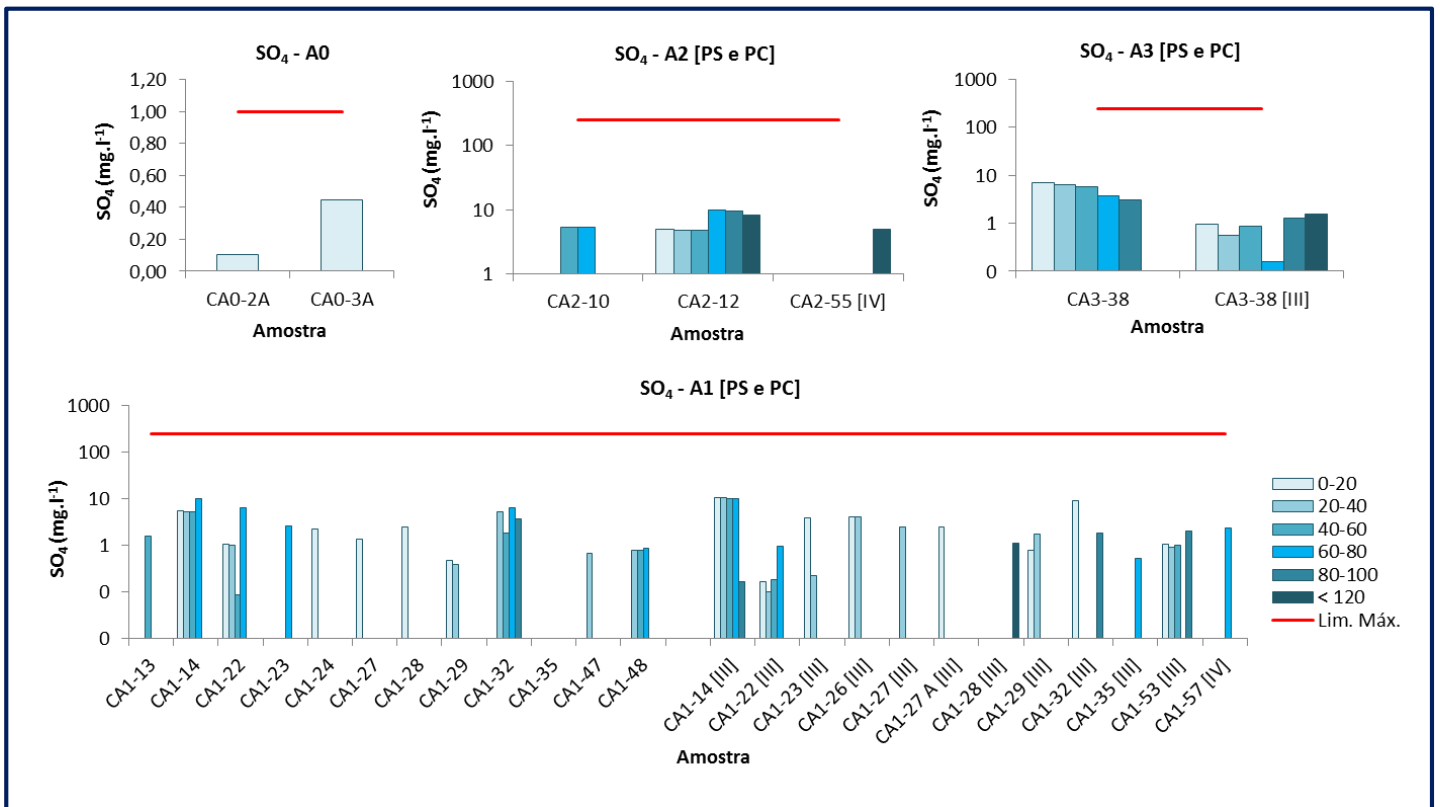 SO₄ - A0
1,20
1,00
0,80
0,60
0,40
0,20
0,00
SO₄ (mg.l⁻¹)
CA0-2A CA0-3A
Amostra
SO₄ - A2 [PS e PC]
1000
100
10
1
SO₄ (mg.l⁻¹)
CA2-10 CA2-12 CA2-55 [IV]
Amostra
SO₄ - A3 [PS e PC]
1000
100
10
1
0
SO₄ (mg.l⁻¹)
CA3-38 CA3-38 [III]
Amostra
SO₄ - A1 [PS e PC]
1000
100
10
1
0
0
SO₄ (mg.l⁻¹)
CA1-13
CA1-14
CA1-22
CA1-23
CA1-24
CA1-27
CA1-28
CA1-29
CA1-32
CA1-35
CA1-47
CA1-48
CA1-14 [III]
CA1-22 [III]
CA1-23 [III]
CA1-26 [III]
CA1-27 [III]
CA1-27 A [III]
CA1-28 [III]
CA1-29 [III]
CA1-32 [III]
CA1-35 [III]
CA1-53 [III]
CA1-57 [IV]
Amostra
0-20
20-40
40-60
60-80
80-100
< 120
Lim. Máx.